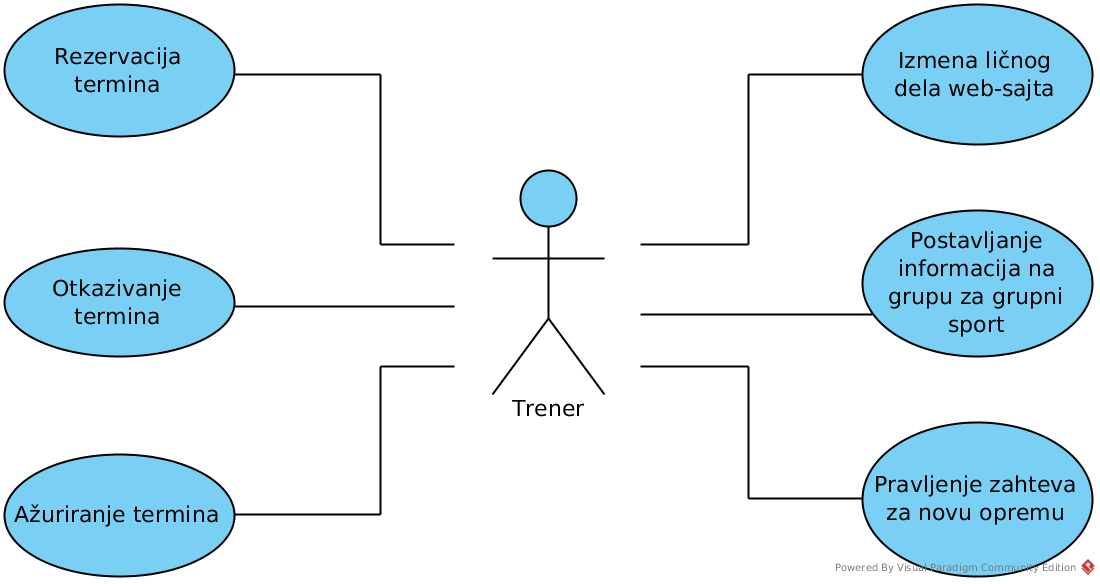 Rezervacija
termina
Izmena ličnog
dela web-sajta
Otkazivanje
termina
Postavljanje
informacija na
grupu za grupni
sport
Trener
Ažuriranje termina
Pravljenje zahteva
za novu opremu
Powered By Visual Paradigm Community Edition